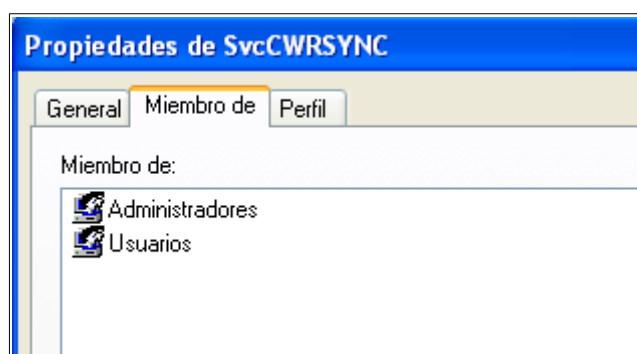 Propiedades de SvcCWRSYNC
General Miembro de Perfil
Miembro de:
Administradores
Usuarios